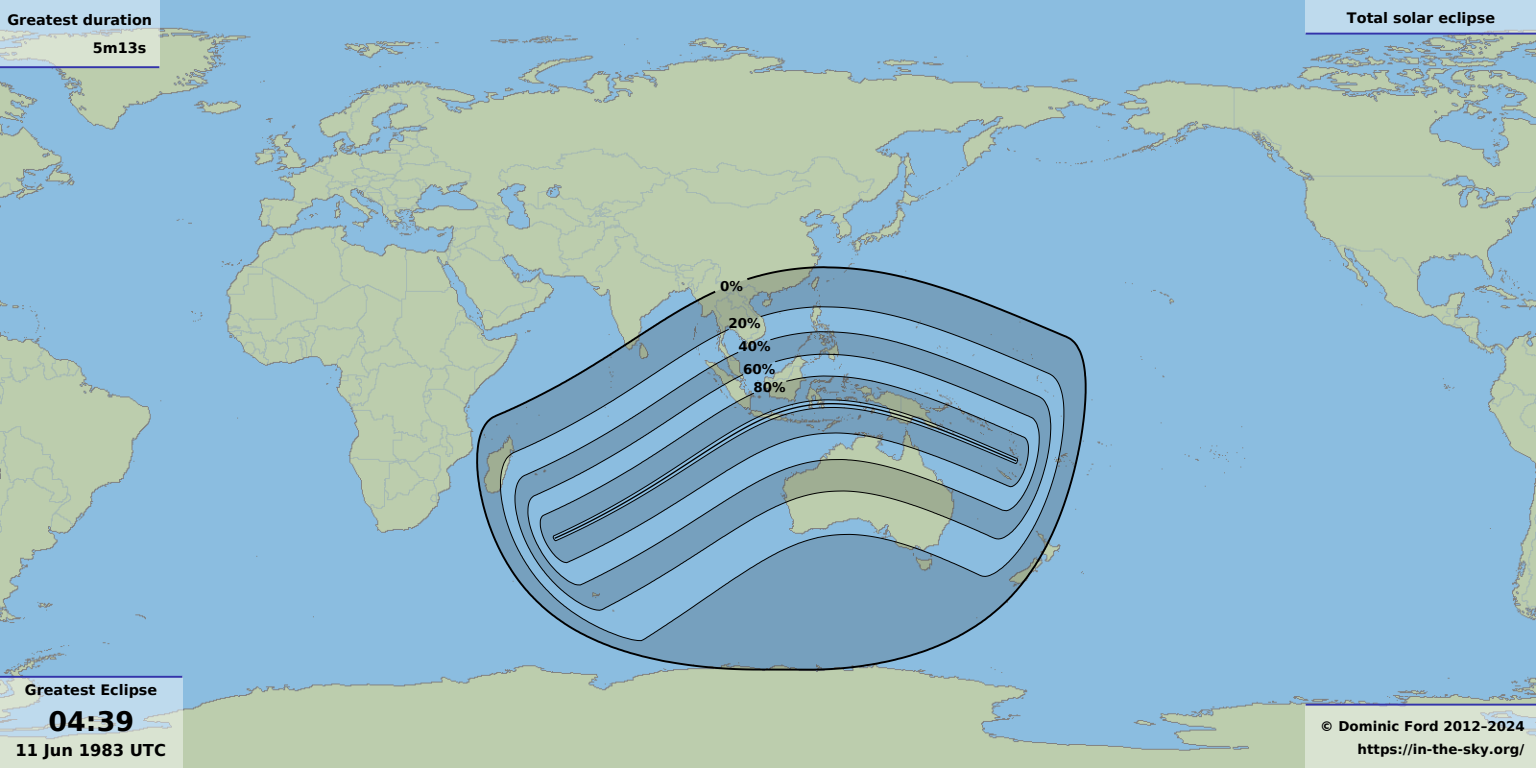 Greatest duration
5m13s
Total solar eclipse
0%
20%
40%
60%
80%
Greatest Eclipse
04:39
11 Jun 1983 UTC
© Dominic Ford 2012–2024
https://in-the-sky.org/